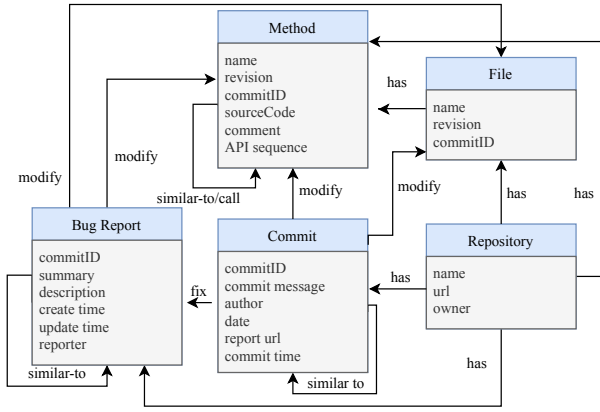 Method
name
revision
commitID
sourceCode
comment
API sequence
File
name
revision
commitID
has
modify
modify
similar-to/call
modify
modify
has
has
Bug Report
commitID
summary
description
create time
update time
reporter
similar-to
fix
Commit
commitID
commit message
author
date
report url
commit time
similar to
has
Repository
name
url
owner
has